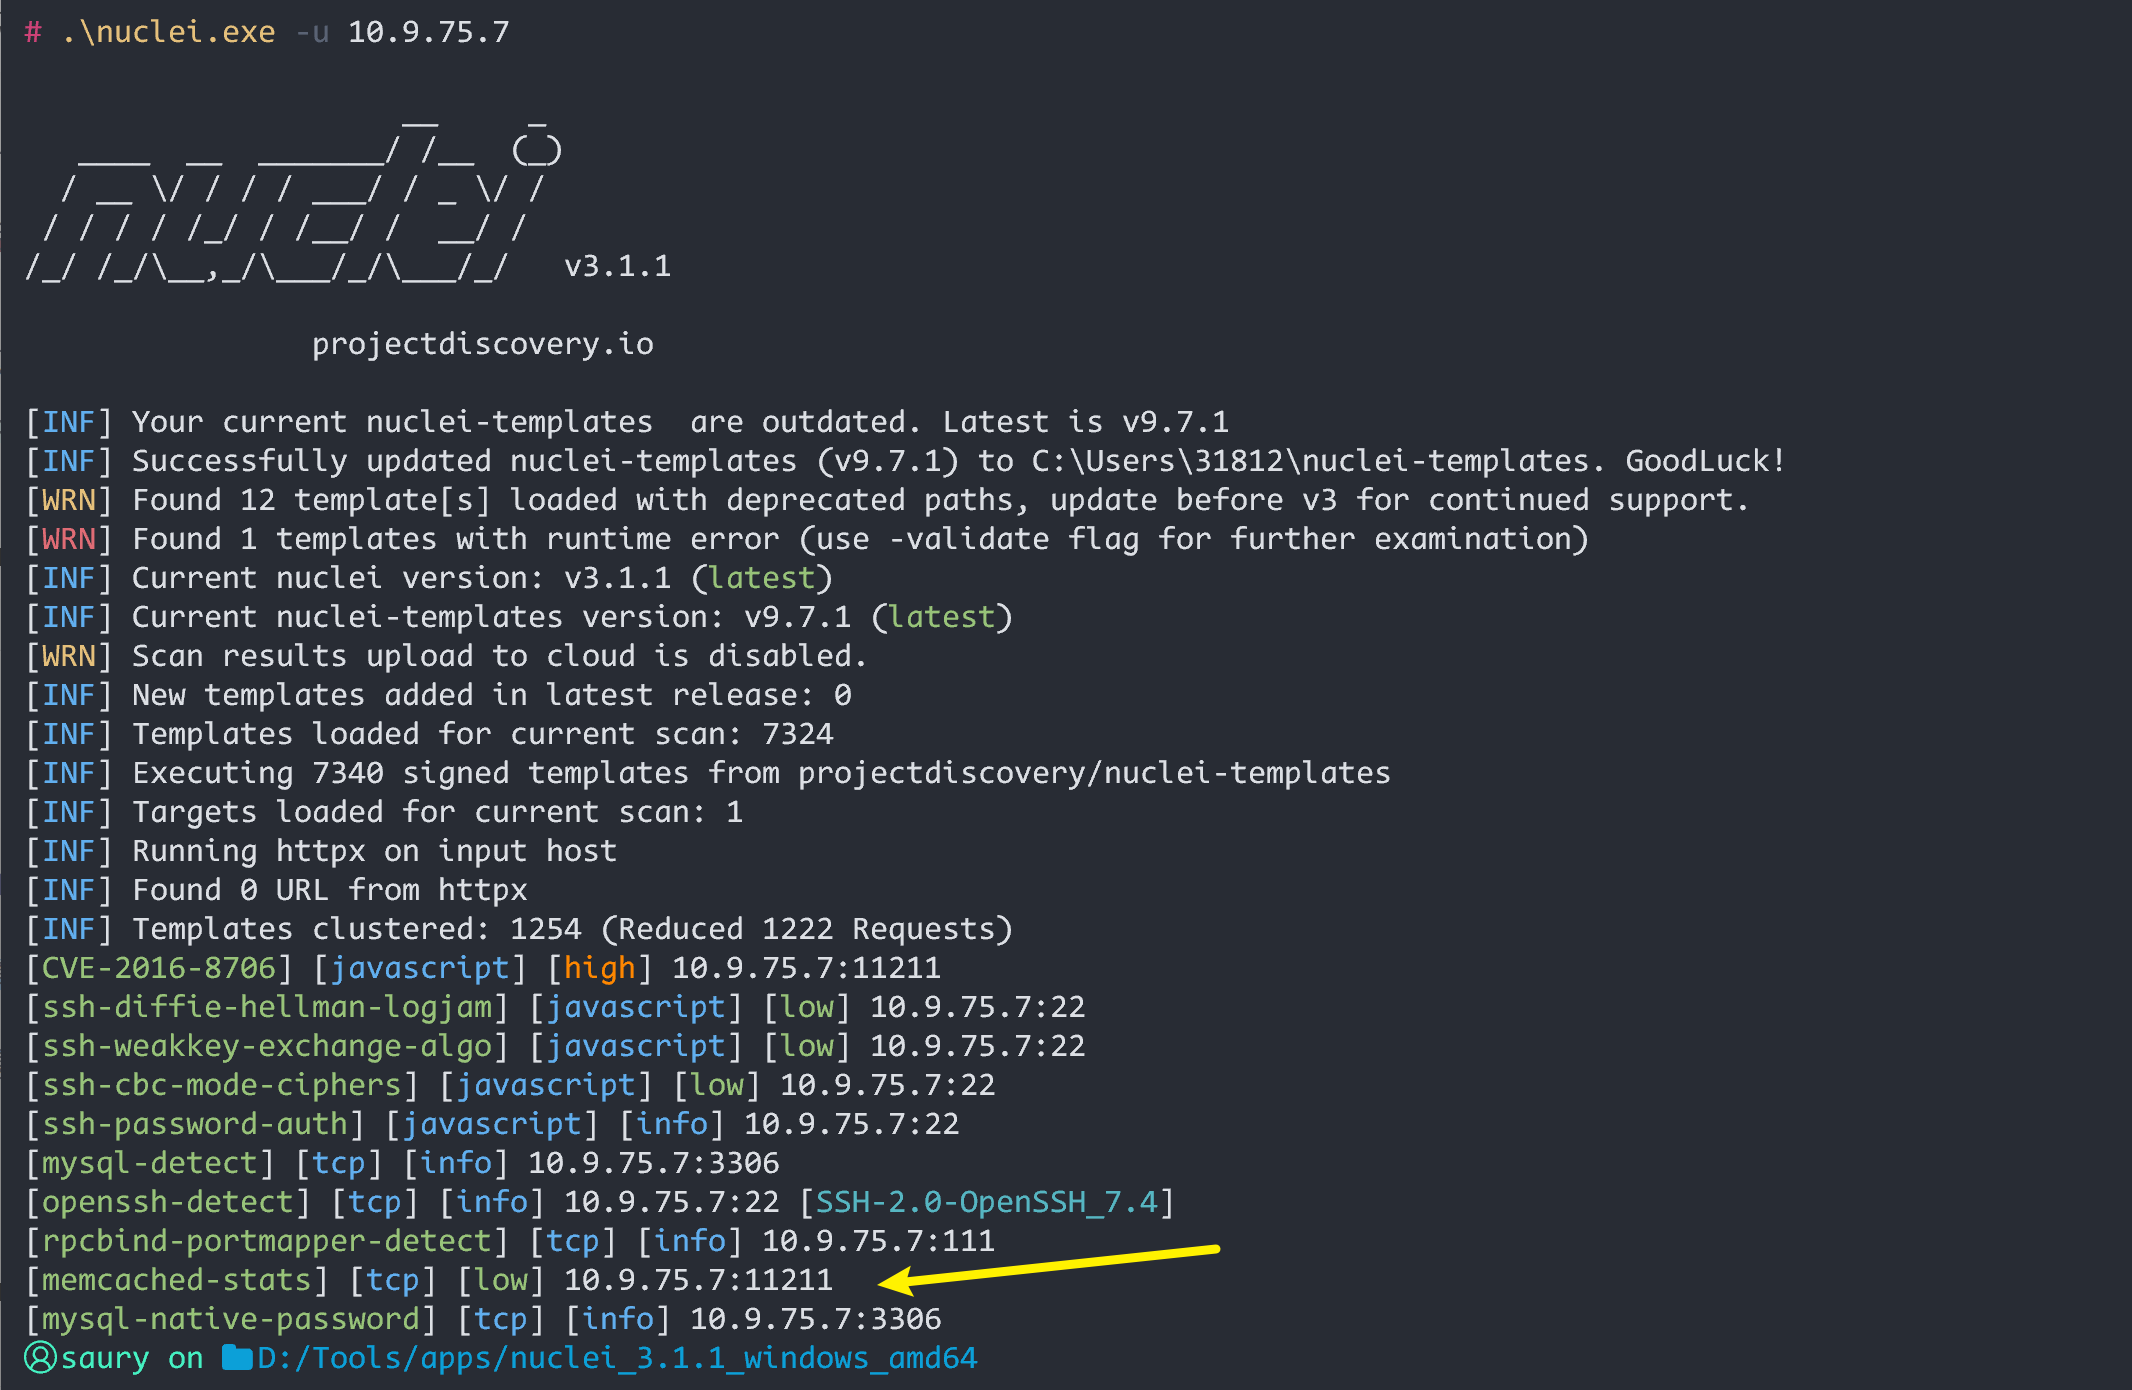 # .\nuclei.exe -u 10.9.75.7
                     __     _
   ____  __  _______/ /__  (_)
  / __ \/ / / / ___/ / _ \/ /
 / / / / /_/ / /__/ /  __/ /
/_/ /_/\__,_/\___/_/\___/_/   v3.1.1
projectdiscovery.io
[INF] Your current nuclei-templates  are outdated. Latest is v9.7.1
[INF] Successfully updated nuclei-templates (v9.7.1) to C:\Users\31812\nuclei-templates. GoodLuck!
[WRN] Found 12 template[s] loaded with deprecated paths, update before v3 for continued support.
[WRN] Found 1 templates with runtime error (use -validate flag for further examination)
[INF] Current nuclei version: v3.1.1 (latest)
[INF] Current nuclei-templates version: v9.7.1 (latest)
[WRN] Scan results upload to cloud is disabled.
[INF] New templates added in latest release: 0
[INF] Templates loaded for current scan: 7324
[INF] Executing 7340 signed templates from projectdiscovery/nuclei-templates
[INF] Targets loaded for current scan: 1
[INF] Running httpx on input host
[INF] Found 0 URL from httpx
[INF] Templates clustered: 1254 (Reduced 1222 Requests)
[CVE-2016-8706] [javascript] [high] 10.9.75.7:11211
[ssh-diffie-hellman-logjam] [javascript] [low] 10.9.75.7:22
[ssh-weakkey-exchange-algo] [javascript] [low] 10.9.75.7:22
[ssh-cbc-mode-ciphers] [javascript] [low] 10.9.75.7:22
[ssh-password-auth] [javascript] [info] 10.9.75.7:22
[mysql-detect] [tcp] [info] 10.9.75.7:3306
[openssh-detect] [tcp] [info] 10.9.75.7:22 [SSH-2.0-OpenSSH_7.4]
[rpcbind-portmapper-detect] [tcp] [info] 10.9.75.7:111
[memcached-stats] [tcp] [low] 10.9.75.7:11211
[mysql-native-password] [tcp] [info] 10.9.75.7:3306
saury on D:/Tools/apps/nuclei_3.1.1_windows_amd64